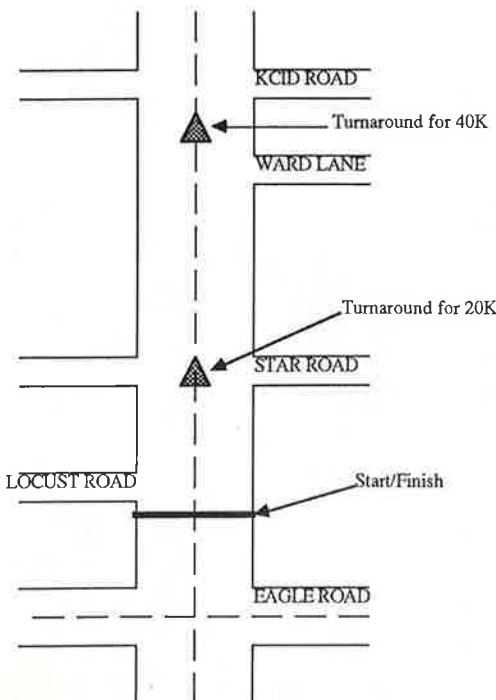 KCID ROAD
Turnaround for 40K
WARD LANE
Turnaround for 20K
STAR ROAD
LOCUST ROAD
Start/Finish
EAGLE ROAD